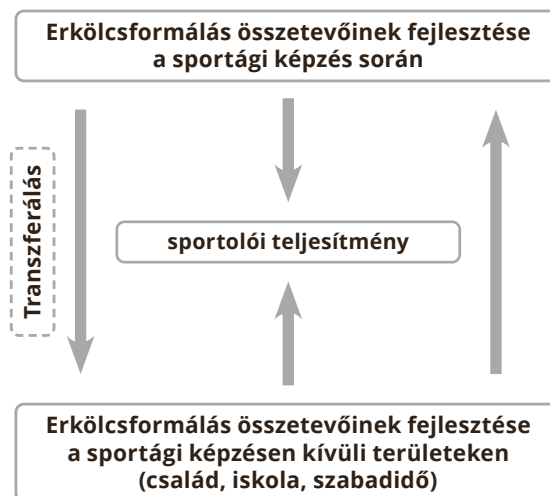 Erkölcsformálás összetevőinek fejlesztése
a sportági képzés során
Transzferálás
sportolói teljesítmény
Erkölcsformálás összetevőinek fejlesztése
a sportági képzésen kívüli területeken
(család, iskola, szabadidő)